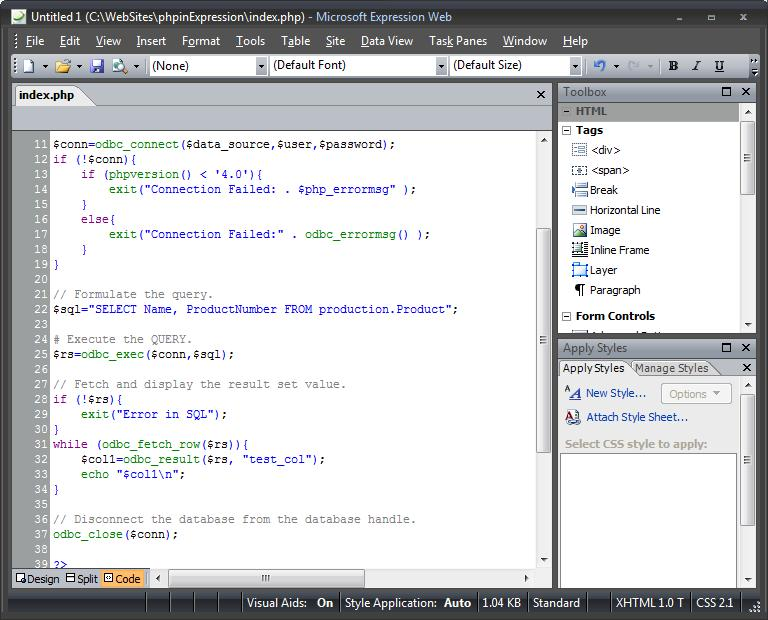 Untitled 1 (C:\WebSites\phpinExpression\index.php) - Microsoft Expression Web
File Edit View Insert Format Tools Table Site Data View Task Panes Window Help
(None) (Default Font) (Default Size) B I U
index.php
11 $conn=odbc_connect($data_source,$user,$password);
12 if (!$conn){
13 if (phpversion() < '4.0'){
14 exit("Connection Failed: . $php_errormsg" );
15 }
16 else{
17 exit("Connection Failed:" . odbc_errormsg() );
18 }
19 }
20
21 // Formulate the query.
22 $sql="SELECT Name, ProductNumber FROM production.Product";
23
24 # Execute the QUERY.
25 $rs=odbc_exec($conn,$sql);
26
27 // Fetch and display the result set value.
28 if (!$rs){
29 exit("Error in SQL");
30 }
31 while (odbc_fetch_row($rs)){
32 $col1=odbc_result($rs, "test_col");
33 echo "$col1\n";
34 }
35
36 // Disconnect the database from the database handle.
37 odbc_close($conn);
38
39 ?>
Design Split Code
Toolbox
HTML
Tags
<div>
<span>
Break
Horizontal Line
Image
Inline Frame
Layer
Paragraph
Form Controls
Apply Styles
Apply Styles Manage Styles
New Style... Options
Attach Style Sheet...
Select CSS style to apply:
Visual Aids: On Style Application: Auto 1.04 KB Standard XHTML 1.0 T CSS 2.1